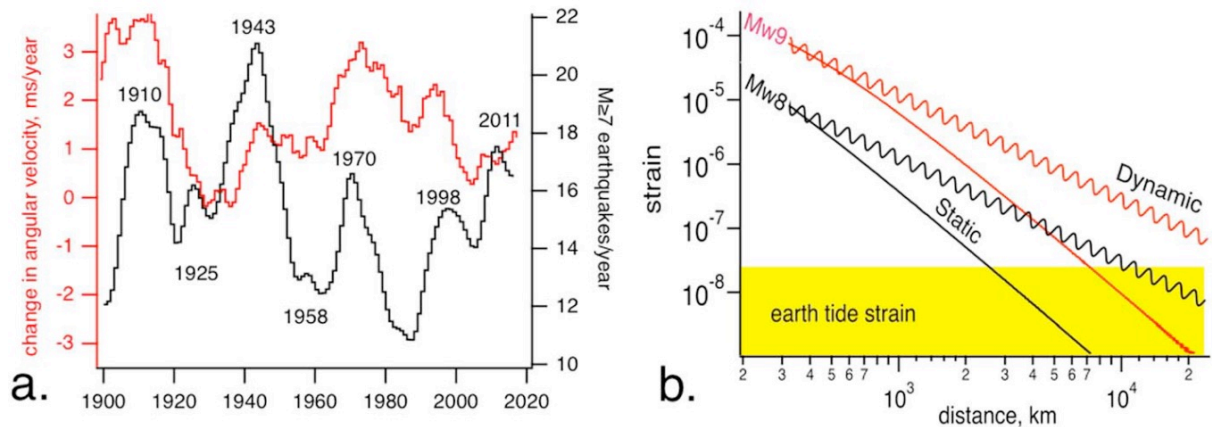 change in angular velocity, ms/year
3
2
1
0
-1
-2
-3
1910
1925
1943
1958
1970
1998
2011
22
20
18
16
14
12
10
M≥7 earthquakes/year
1900 1920 1940 1960 1980 2000 2020
a.
strain
10-4
10-5
10-6
10-7
10-8
Mw9
Mw8
Dynamic
Static
earth tide strain
2 3 4 5 6 7 103 2 3 4 5 6 7 104 2
distance, km
b.